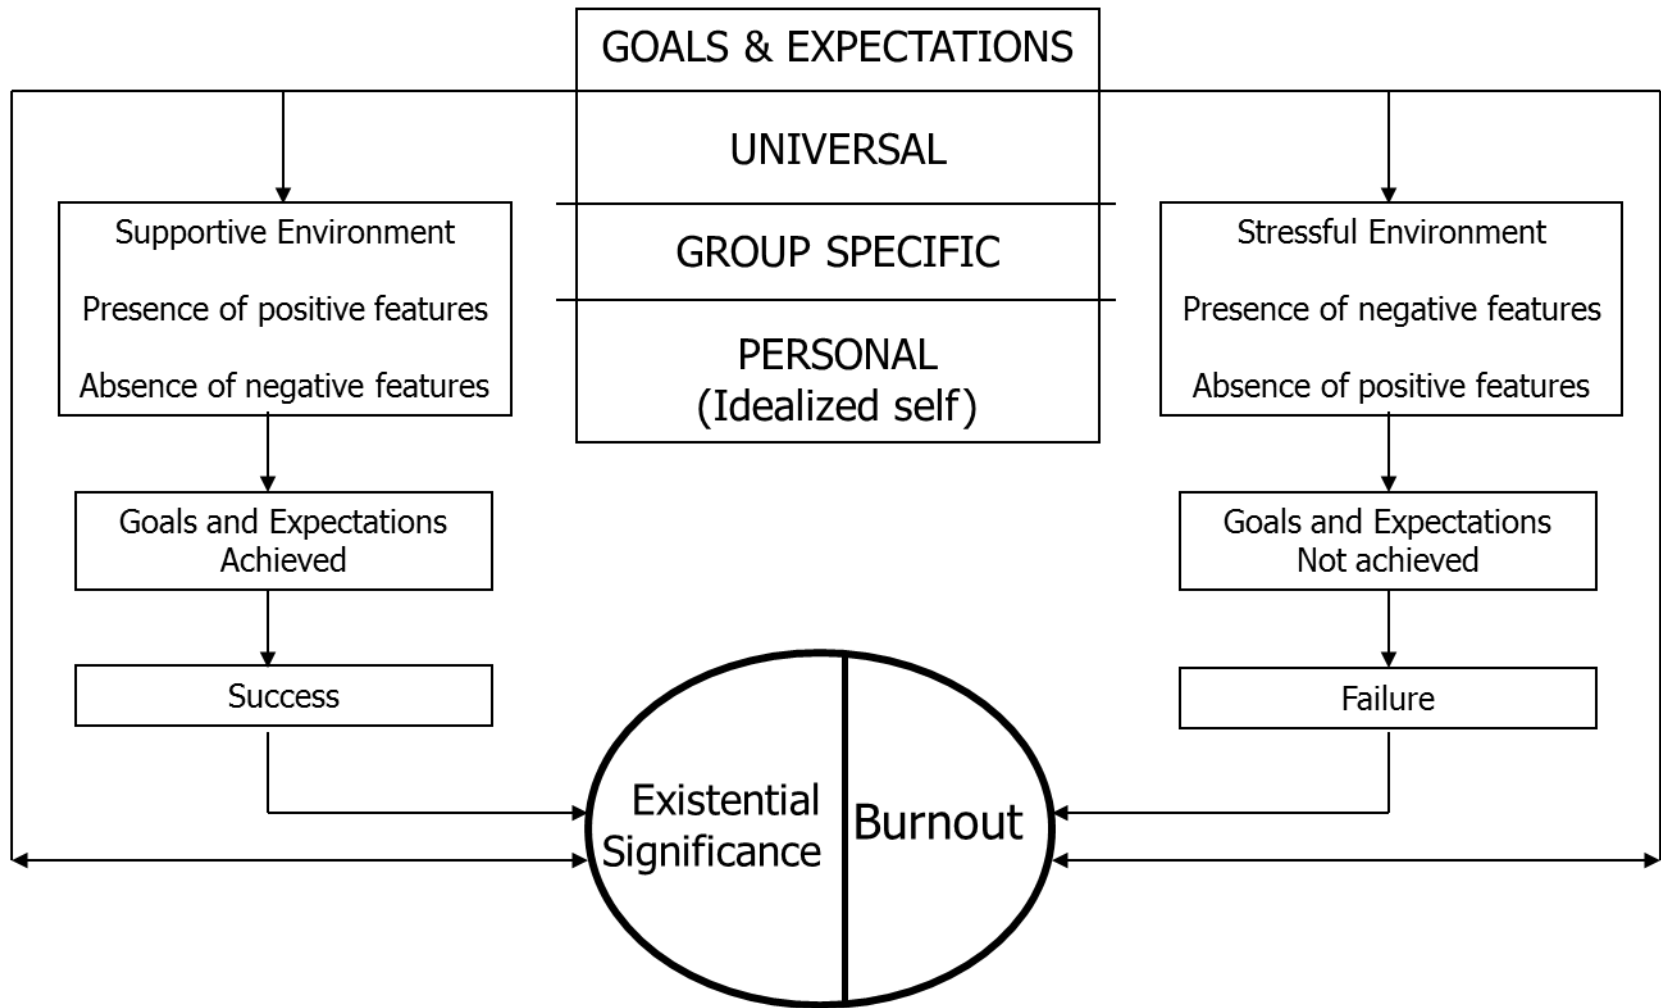 GOALS & EXPECTATIONS
UNIVERSAL
GROUP SPECIFIC
PERSONAL
(Idealized self)
Supportive Environment
Presence of positive features
Absence of negative features
Goals and Expectations
Achieved
Success
Stressful Environment
Presence of negative features
Absence of positive features
Goals and Expectations
Not achieved
Failure
Existential
Significance
Burnout